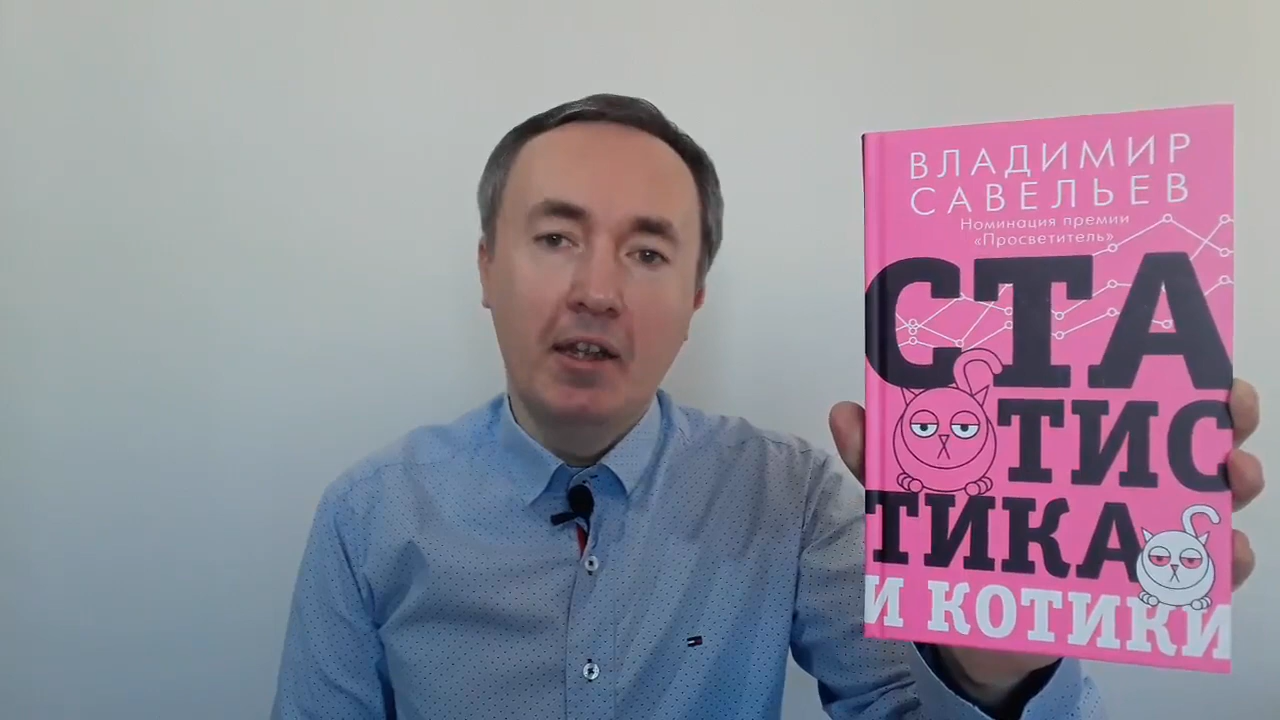 ВЛАДИМИР
САВЕЛЬЕВ
Номинация премии
«Просветитель»
СТА
ТИС
ТИКА
И КОТИКИ